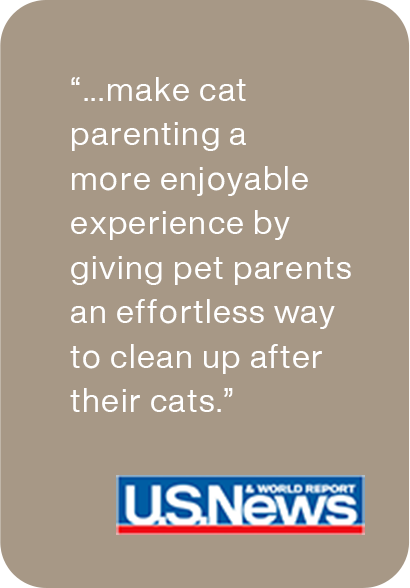 “...make cat
parenting a
more enjoyable
experience by
giving pet parents
an effortless way
to clean up after
their cats.”
& WORLD REPORT
U.S.News